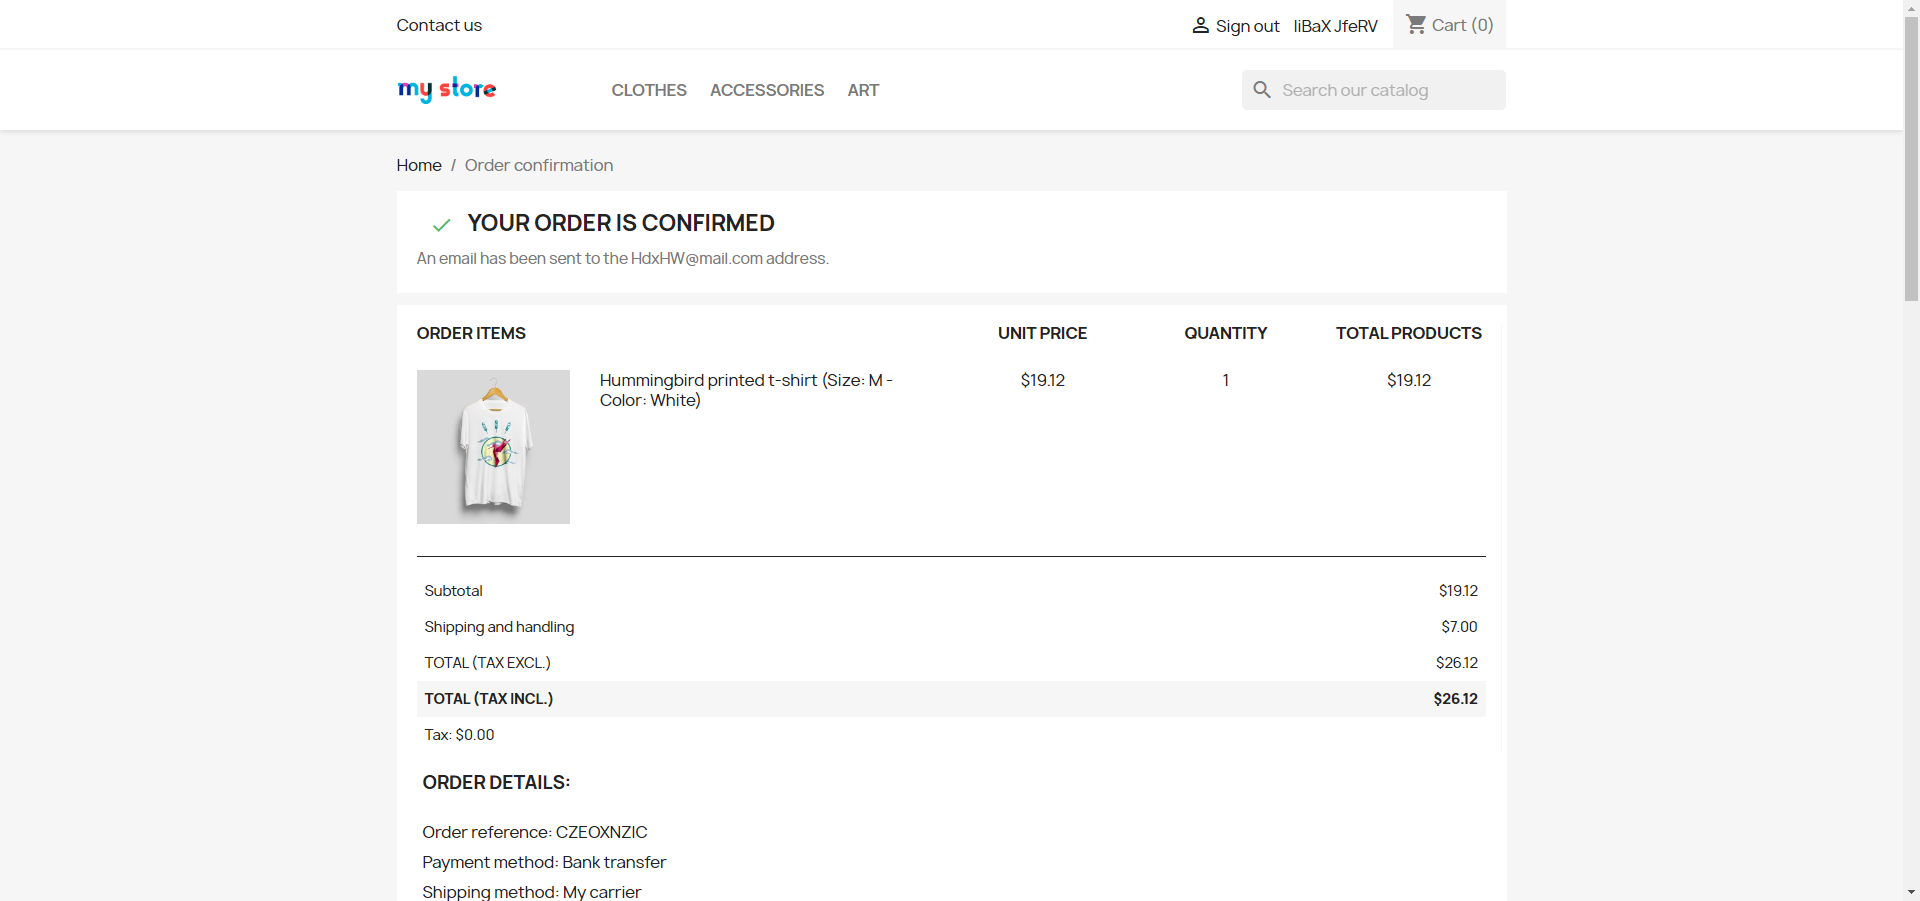 Contact us
Sign out liBaX JfeRV Cart (0)
my store
CLOTHES ACCESSORIES ART
Search our catalog
Home / Order confirmation
YOUR ORDER IS CONFIRMED
An email has been sent to the HdxHW@mail.com address.
ORDER ITEMS UNIT PRICE QUANTITY TOTAL PRODUCTS
Hummingbird printed t-shirt (Size: M - $19.12 1 $19.12
Color: White)
Subtotal $19.12
Shipping and handling $7.00
TOTAL (TAX EXCL.) $26.12
TOTAL (TAX INCL.) $26.12
Tax: $0.00
ORDER DETAILS:
Order reference: CZEOXNZIC
Payment method: Bank transfer
Shipping method: My carrier